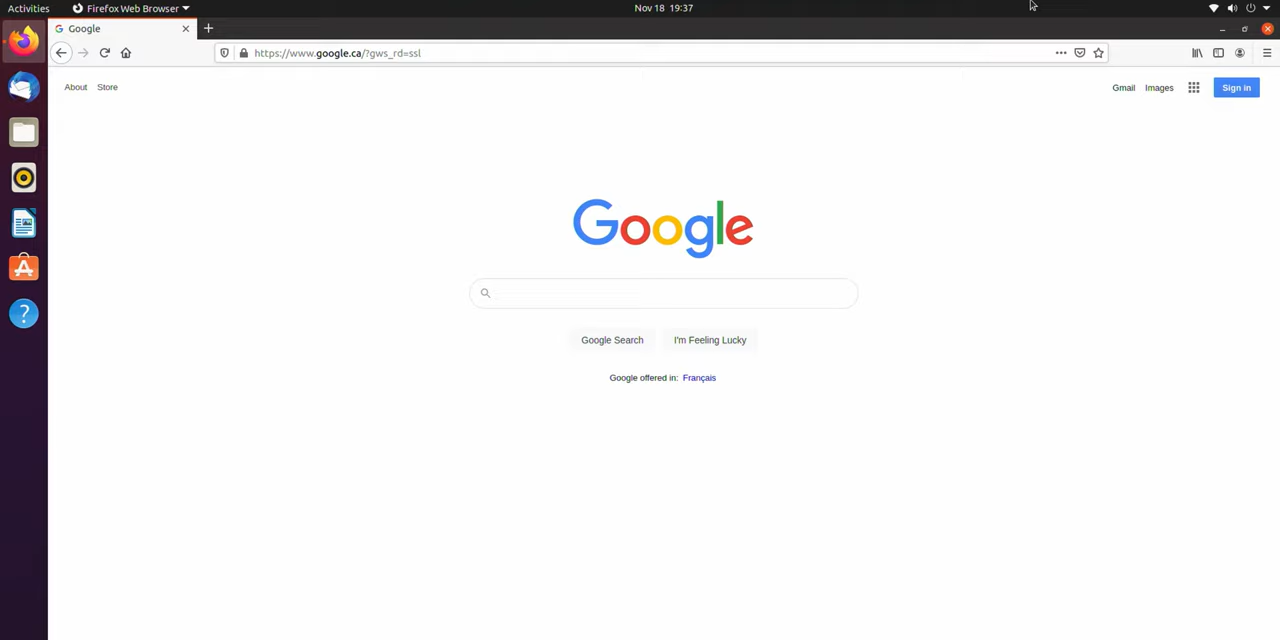 Activities Firefox Web Browser Nov 18 19:37
Google
https://www.google.ca/?gws_rd=ssl
About Store Gmail Images Sign in
Google
Google Search I'm Feeling Lucky
Google offered in: Français